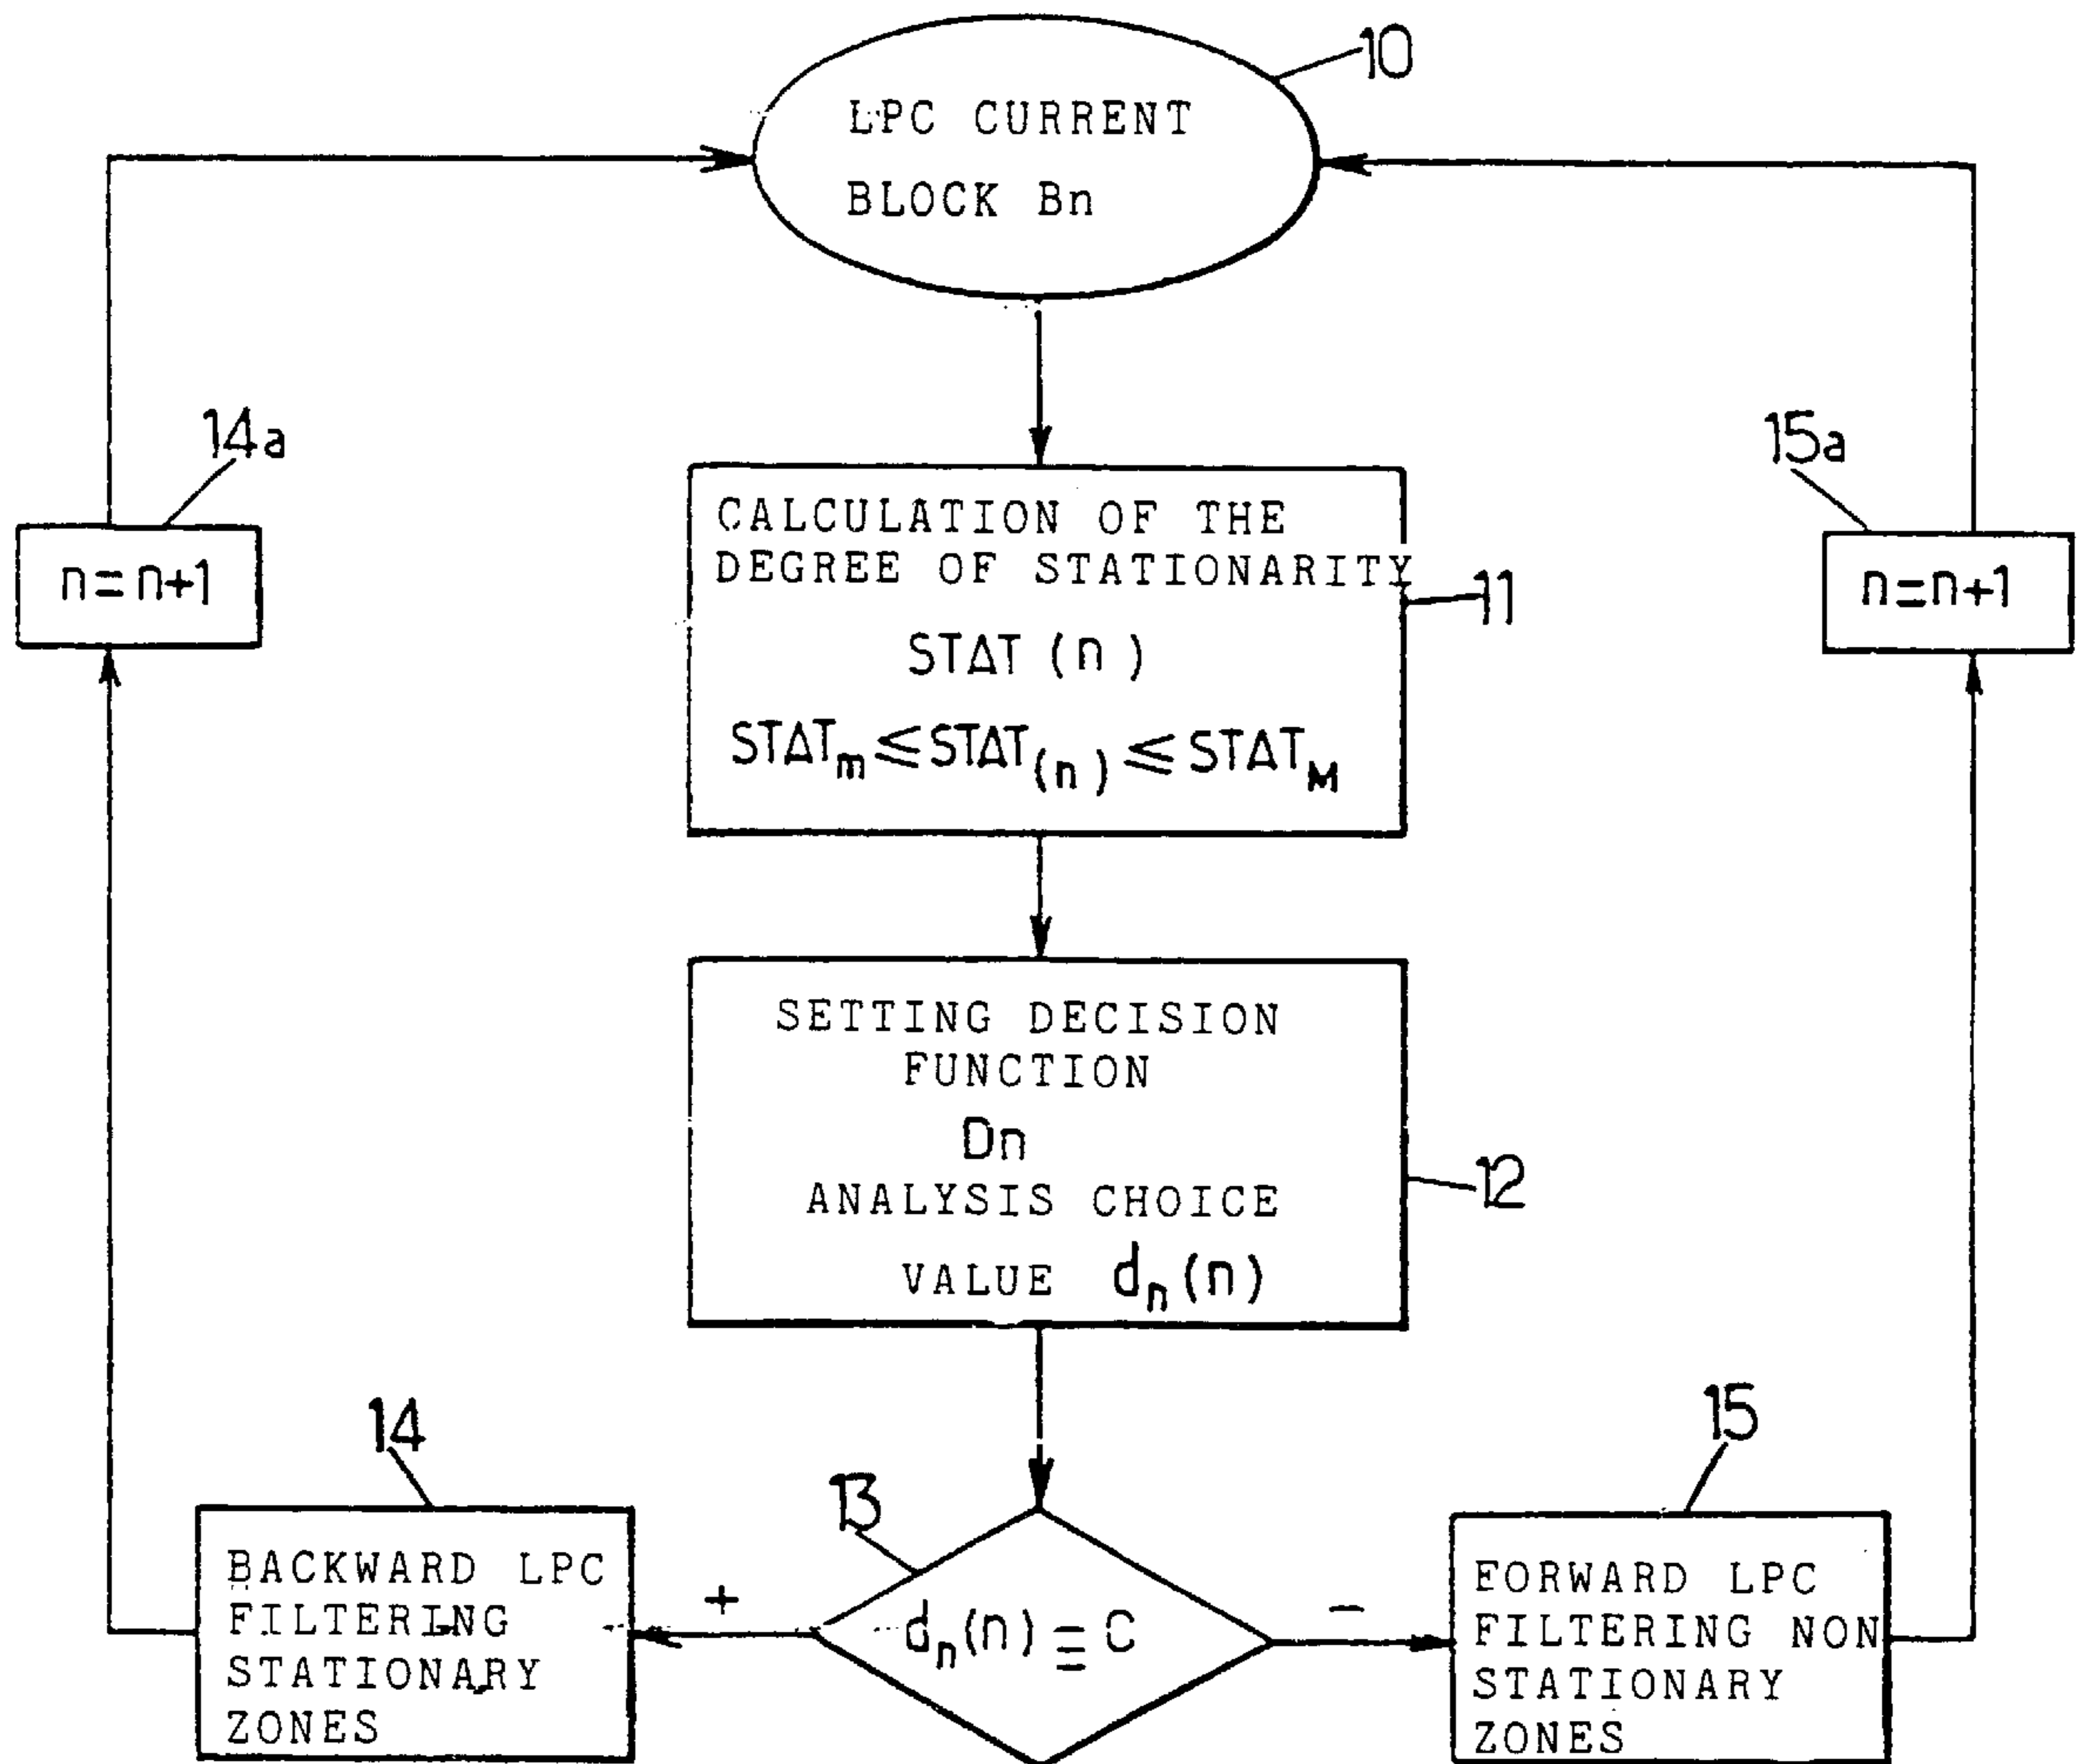 10
LPC CURRENT
BLOCK Bn
14a
n=n+1
15a
n=n+1
CALCULATION OF THE
DEGREE OF STATIONARITY
11
STAT (n)
STATm ≤ STAT(n) ≤ STATM
SETTING DECISION
FUNCTION
Dn
ANALYSIS CHOICE
VALUE dn(n)
12
14
BACKWARD LPC
FILTERING
STATIONARY
ZONES
+
13
dn(n) ≡ C
−
15
FORWARD LPC
FILTERING NON
STATIONARY
ZONES